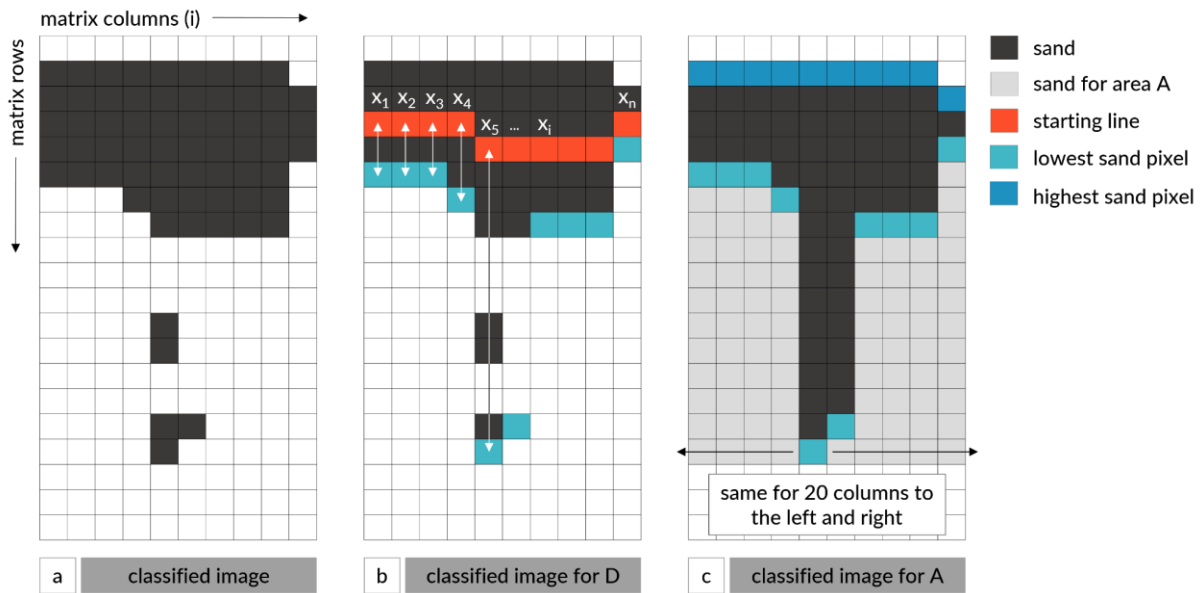 matrix columns (i)
matrix rows
x1 x2 x3 x4 xn
x5 ... xi
sand
sand for area A
starting line
lowest sand pixel
highest sand pixel
same for 20 columns to
the left and right
a classified image
b classified image for D
c classified image for A